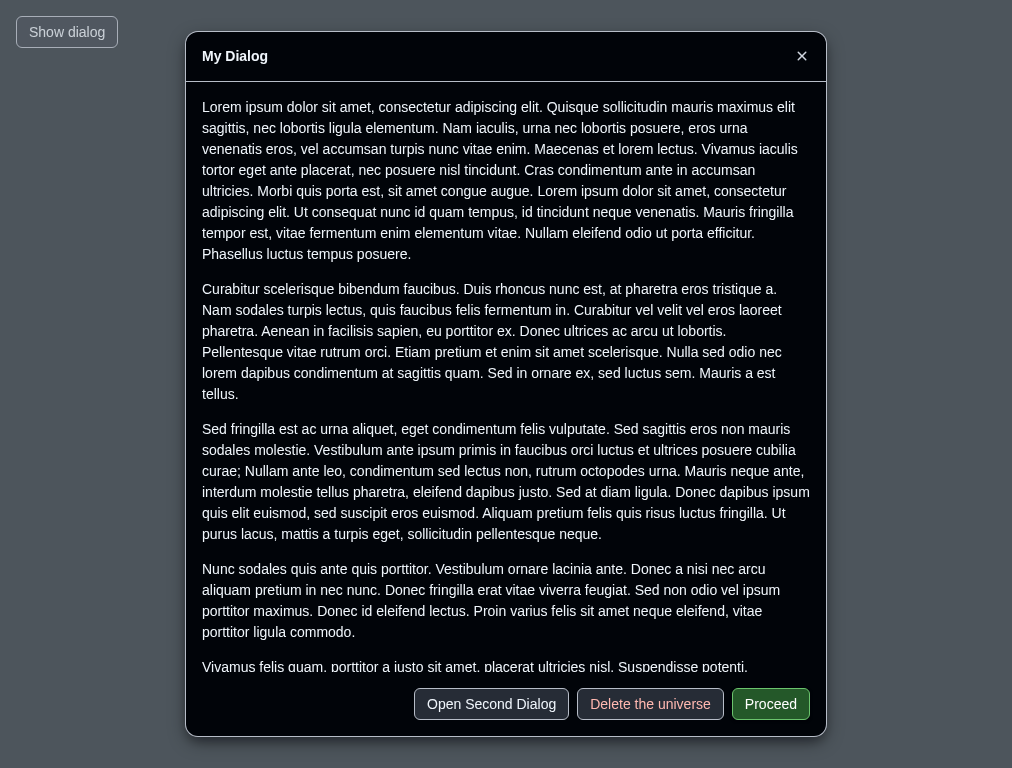 Show dialog
My Dialog
Lorem ipsum dolor sit amet, consectetur adipiscing elit. Quisque sollicitudin mauris maximus elit
sagittis, nec lobortis ligula elementum. Nam iaculis, urna nec lobortis posuere, eros urna
venenatis eros, vel accumsan turpis nunc vitae enim. Maecenas et lorem lectus. Vivamus iaculis
tortor eget ante placerat, nec posuere nisl tincidunt. Cras condimentum ante in accumsan
ultricies. Morbi quis porta est, sit amet congue augue. Lorem ipsum dolor sit amet, consectetur
adipiscing elit. Ut consequat nunc id quam tempus, id tincidunt neque venenatis. Mauris fringilla
tempor est, vitae fermentum enim elementum vitae. Nullam eleifend odio ut porta efficitur.
Phasellus luctus tempus posuere.
Curabitur scelerisque bibendum faucibus. Duis rhoncus nunc est, at pharetra eros tristique a.
Nam sodales turpis lectus, quis faucibus felis fermentum in. Curabitur vel velit vel eros laoreet
pharetra. Aenean in facilisis sapien, eu porttitor ex. Donec ultrices ac arcu ut lobortis.
Pellentesque vitae rutrum orci. Etiam pretium et enim sit amet scelerisque. Nulla sed odio nec
lorem dapibus condimentum at sagittis quam. Sed in ornare ex, sed luctus sem. Mauris a est
tellus.
Sed fringilla est ac urna aliquet, eget condimentum felis vulputate. Sed sagittis eros non mauris
sodales molestie. Vestibulum ante ipsum primis in faucibus orci luctus et ultrices posuere cubilia
curae; Nullam ante leo, condimentum sed lectus non, rutrum octopodes urna. Mauris neque ante,
interdum molestie tellus pharetra, eleifend dapibus justo. Sed at diam ligula. Donec dapibus ipsum
quis elit euismod, sed suscipit eros euismod. Aliquam pretium felis quis risus luctus fringilla. Ut
purus lacus, mattis a turpis eget, sollicitudin pellentesque neque.
Nunc sodales quis ante quis porttitor. Vestibulum ornare lacinia ante. Donec a nisi nec arcu
aliquam pretium in nec nunc. Donec fringilla erat vitae viverra feugiat. Sed non odio vel ipsum
porttitor maximus. Donec id eleifend lectus. Proin varius felis sit amet neque eleifend, vitae
porttitor ligula commodo.
Vivamus felis quam, porttitor a justo sit amet, placerat ultricies nisl. Suspendisse potenti.
Open Second Dialog
Delete the universe
Proceed